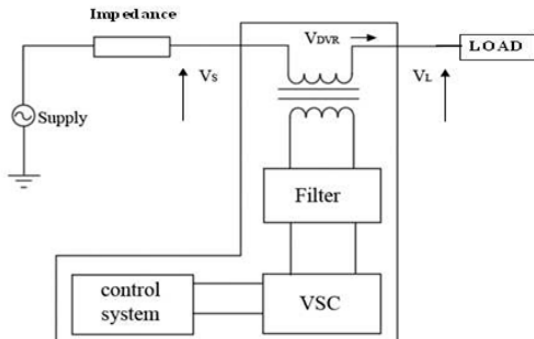 Impedance
VDVR
LOAD
VS
VL
Supply
Filter
control
system
VSC